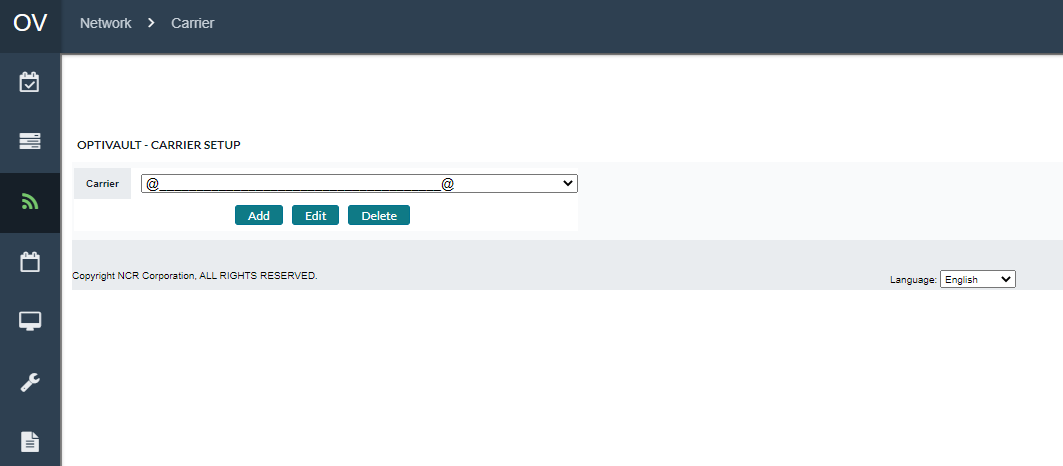 OV
Network > Carrier
OPTIVAULT - CARRIER SETUP
Carrier @_______________________________________@
Add Edit Delete
Copyright NCR Corporation, ALL RIGHTS RESERVED.
Language: English